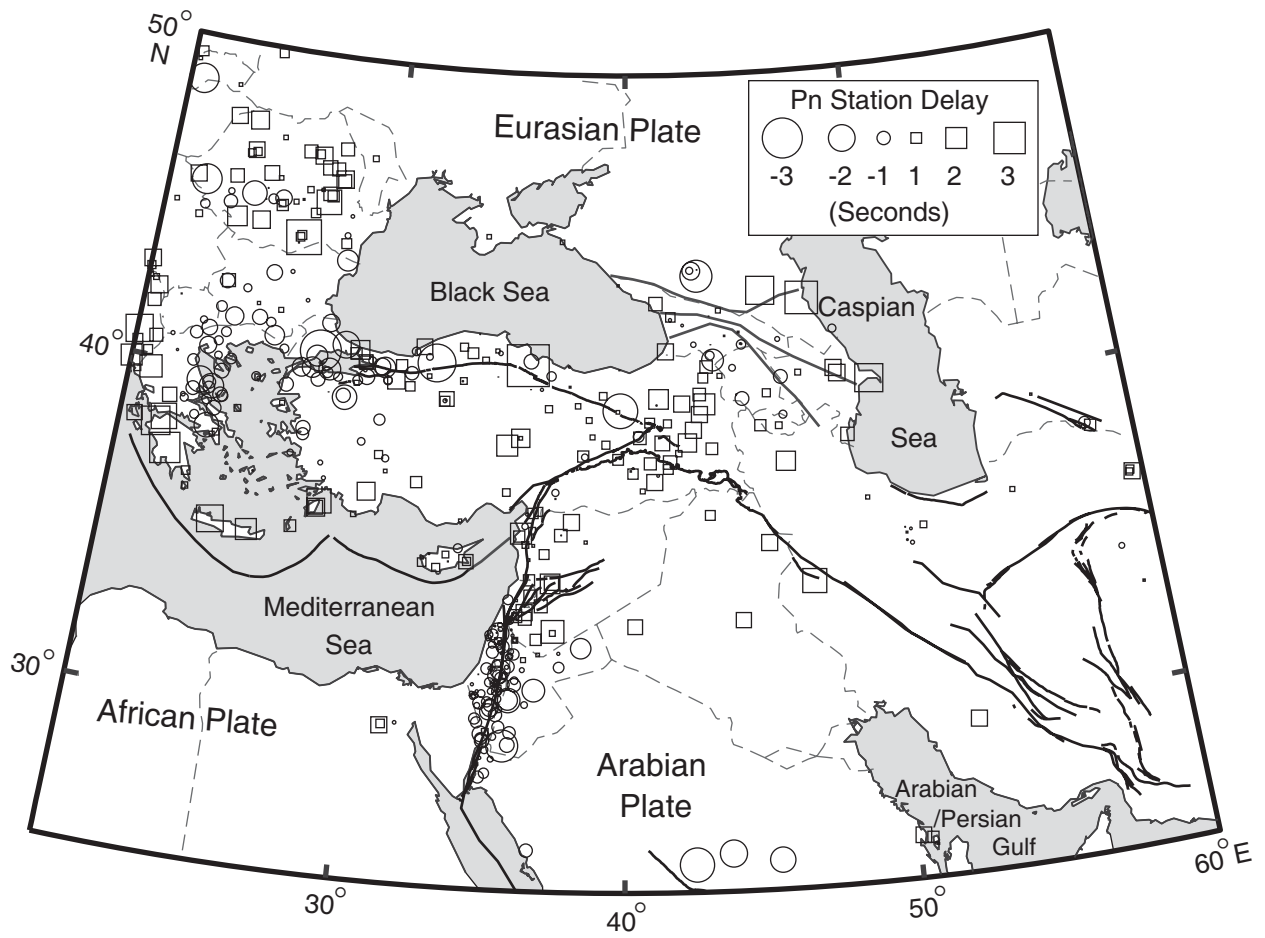 50°
N
Eurasian Plate
Pn Station Delay
-3 -2 -1 1 2 3
(Seconds)
Black Sea
Caspian
40°
Sea
Mediterranean
Sea
30°
African Plate
Arabian
Plate
Arabian
/Persian
Gulf
60° E
30°
40°
50°